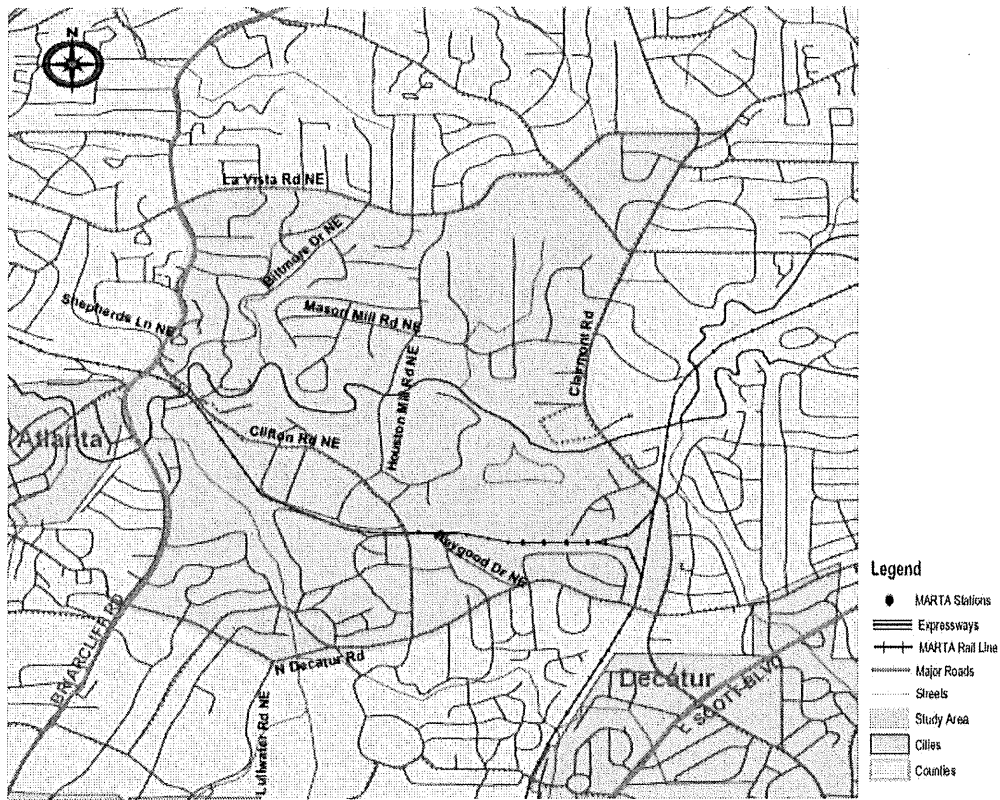 N
La Vista Rd NE
Biltmore Dr NE
Shepherds Ln NE
Mason Mill Rd NE
Clairmont Rd
Houston Mill Rd NE
Atlanta
Clifton Rd NE
Haygood Dr NE
BRIARCLIFF RD
N Decatur Rd
Lullwater Rd NE
Decatur
E SCOTT BLVD
Legend
MARTA Stations
Expressways
MARTA Rail Line
Major Roads
Streets
Study Area
Cities
Counties